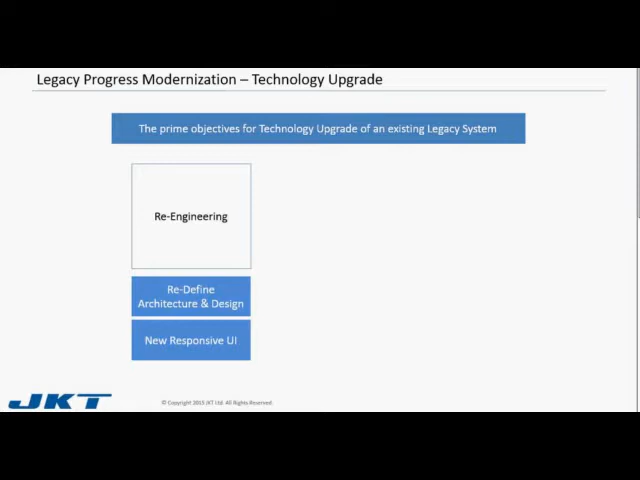 Legacy Progress Modernization – Technology Upgrade
The prime objectives for Technology Upgrade of an existing Legacy System
Re-Engineering
Re-Define
Architecture & Design
New Responsive UI
JKT
© Copyright 2015 JKT Ltd. All Rights Reserved.